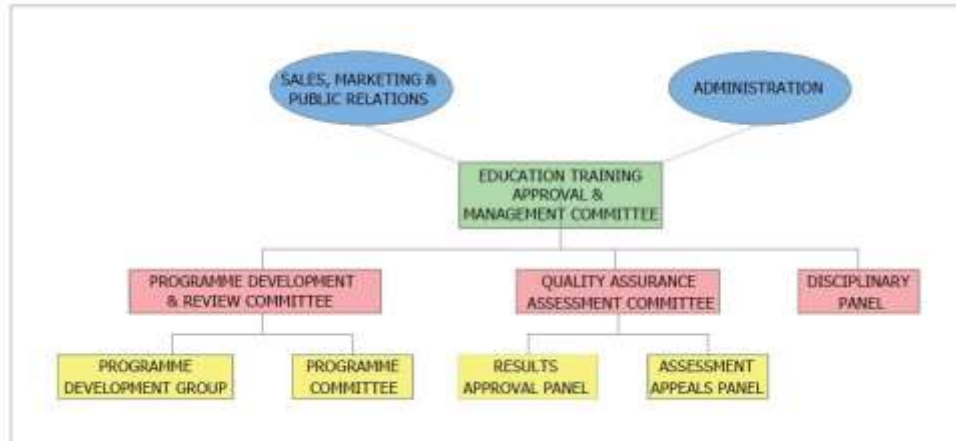 SALES, MARKETING &
PUBLIC RELATIONS
ADMINISTRATION
EDUCATION TRAINING
APPROVAL &
MANAGEMENT COMMITTEE
PROGRAMME DEVELOPMENT
& REVIEW COMMITTEE
QUALITY ASSURANCE
ASSESSMENT COMMITTEE
DISCIPLINARY
PANEL
PROGRAMME
DEVELOPMENT GROUP
PROGRAMME
COMMITTEE
RESULTS
APPROVAL PANEL
ASSESSMENT
APPEALS PANEL